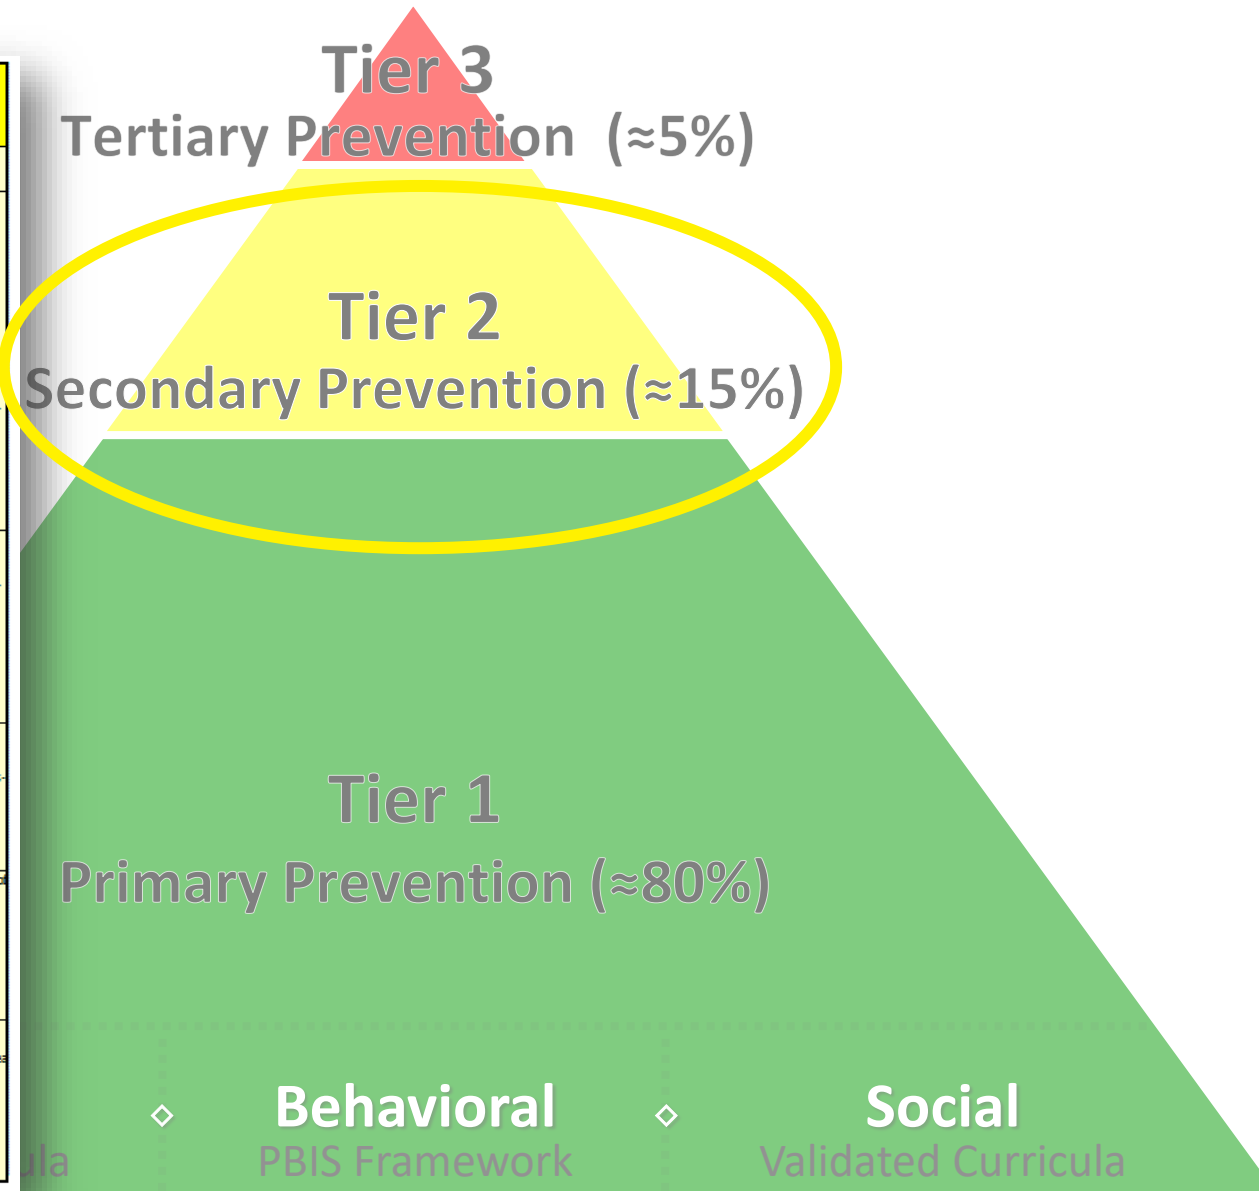 Tier 3
Tertiary Prevention (≈5%)
Tier 2
Secondary Prevention (≈15%)
Tier 1
Primary Prevention (≈80%)
Behavioral
Social
PBIS Framework
Validated Curricula